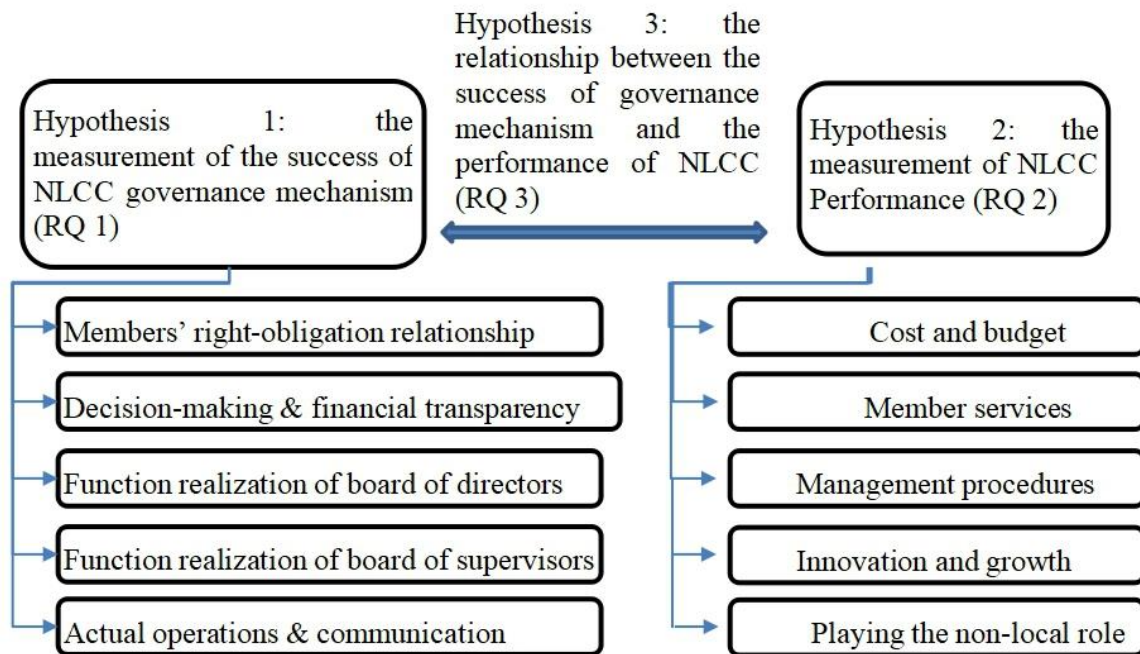 Hypothesis 1: the
measurement of the success of
NLCC governance mechanism
(RQ 1)
Hypothesis 3: the
relationship between the
success of governance
mechanism and the
performance of NLCC
(RQ 3)
Hypothesis 2: the
measurement of NLCC
Performance (RQ 2)
Members’ right-obligation relationship
Decision-making & financial transparency
Function realization of board of directors
Function realization of board of supervisors
Actual operations & communication
Cost and budget
Member services
Management procedures
Innovation and growth
Playing the non-local role